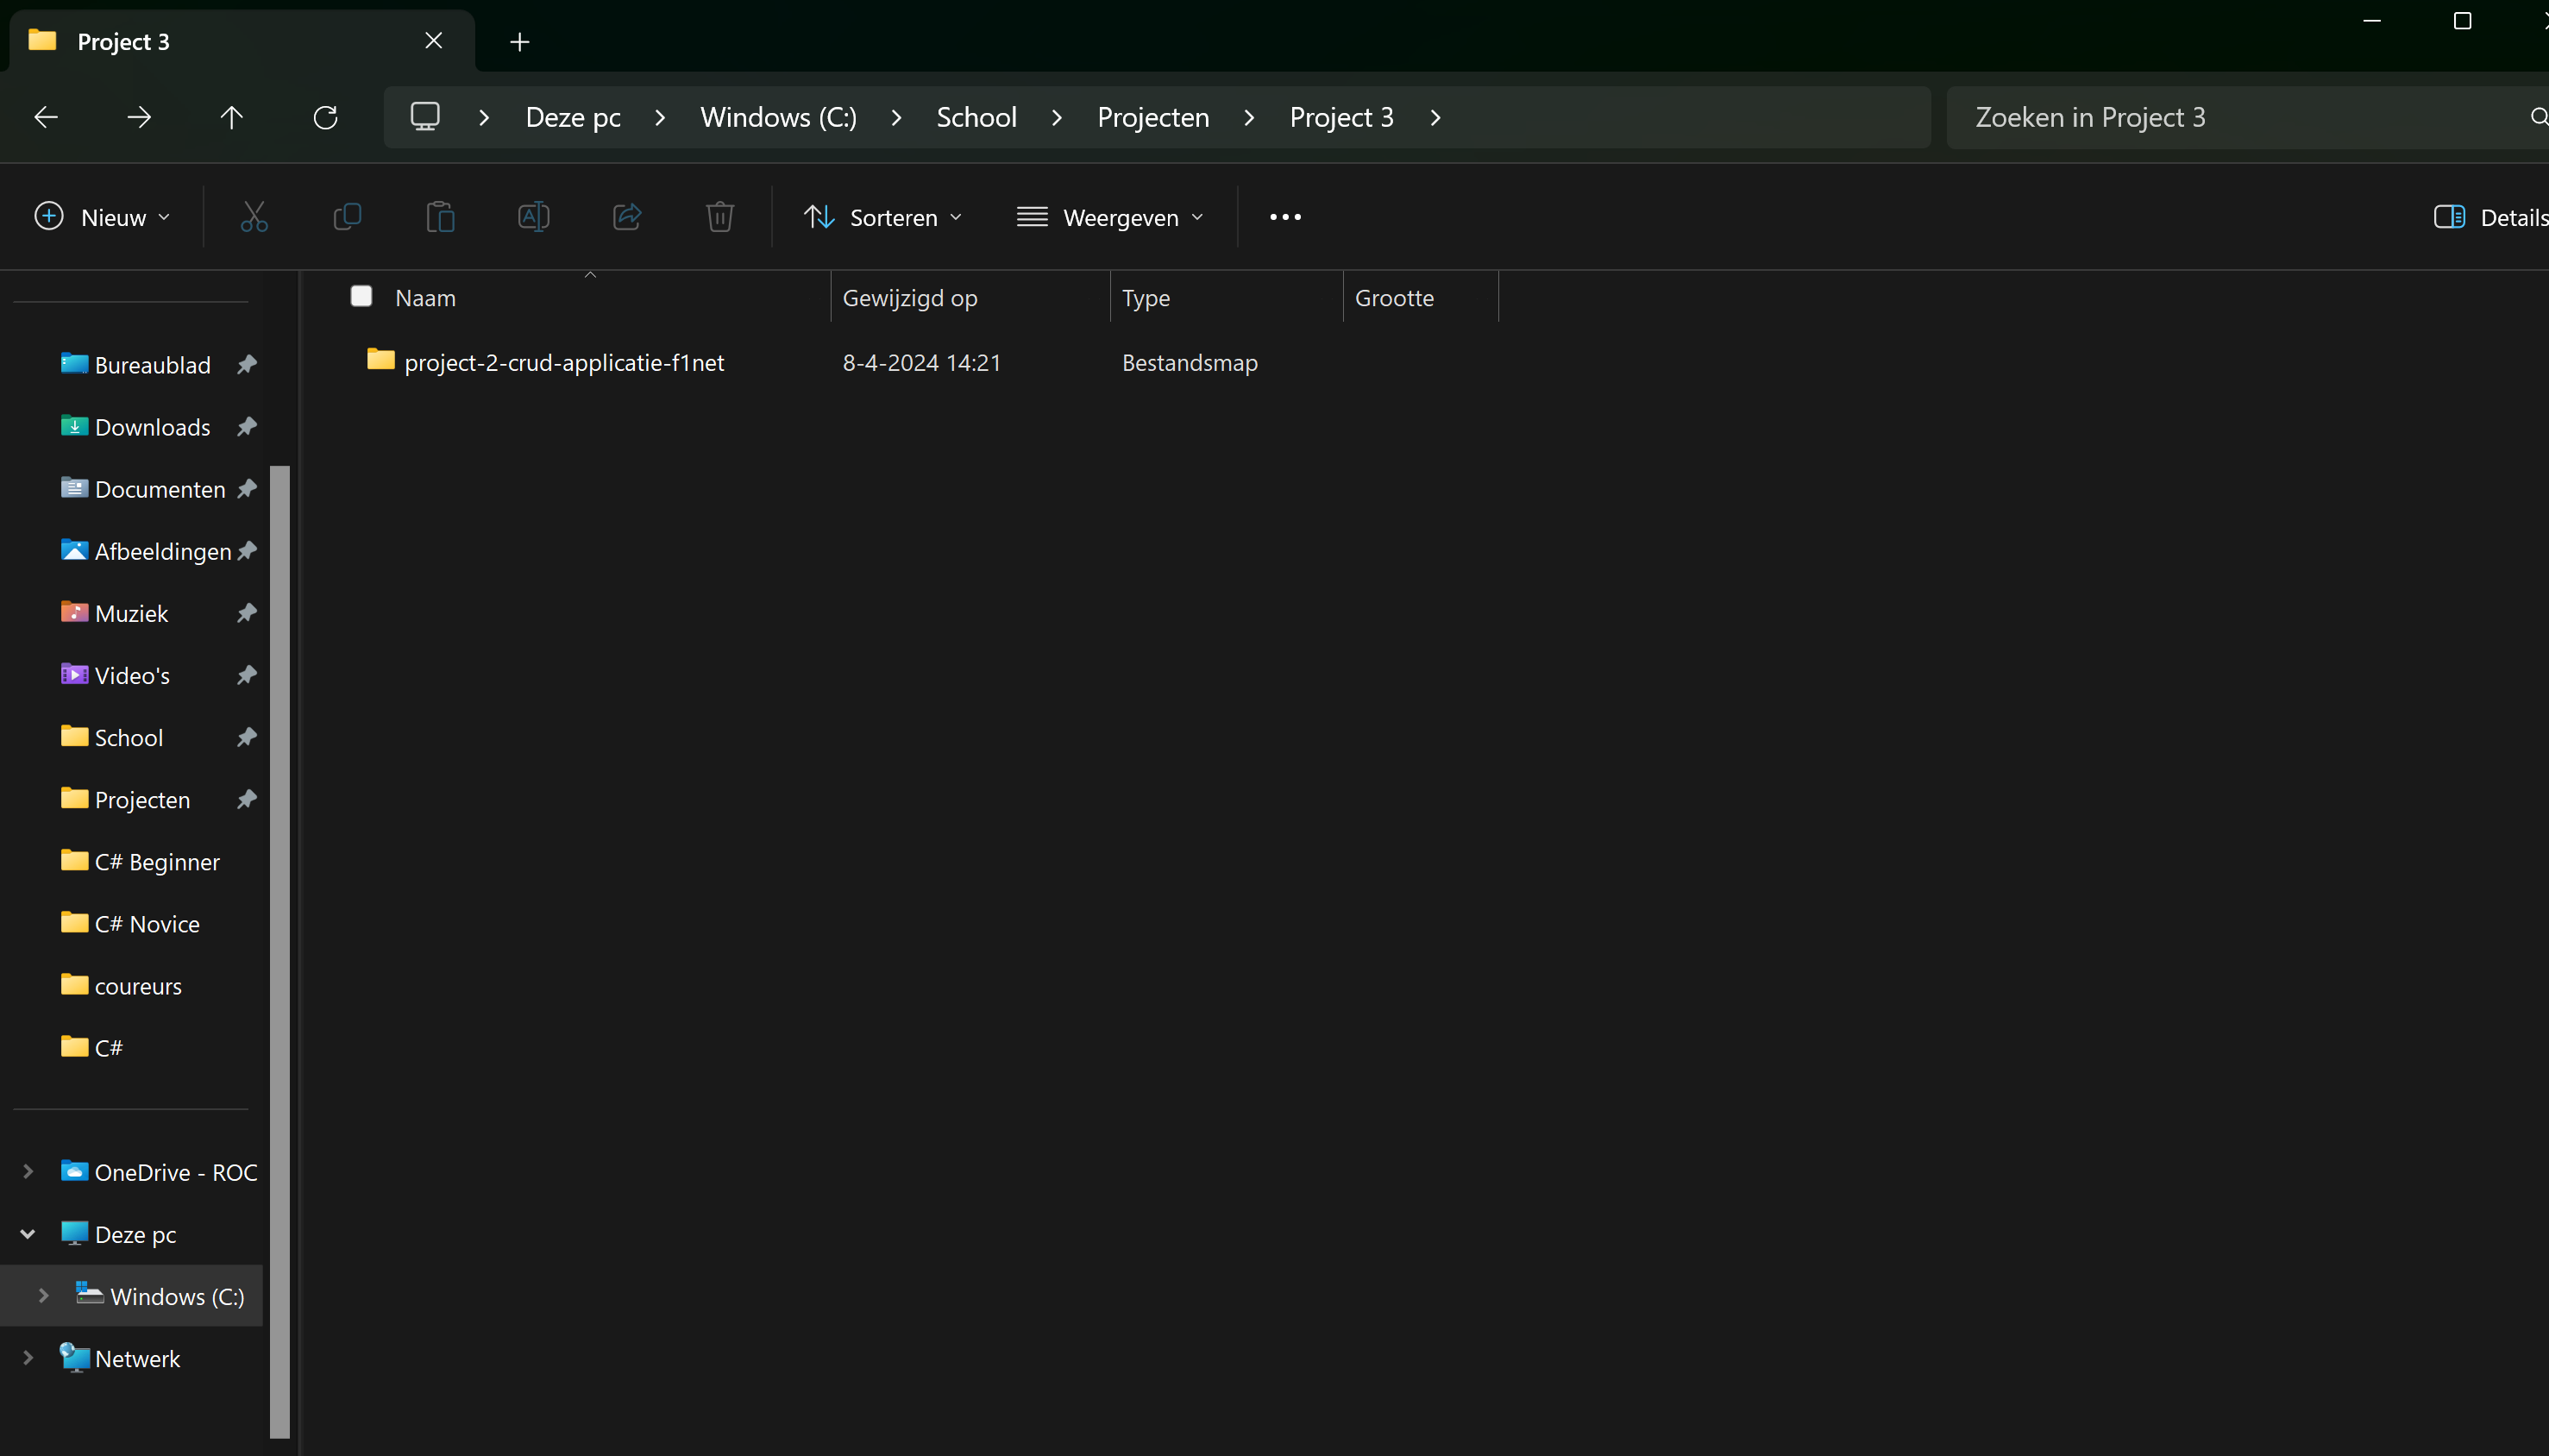 Project 3
Deze pc Windows (C:) School Projecten Project 3
Zoeken in Project 3
Nieuw Sorteren Weergeven Details
Naam Gewijzigd op Type Grootte
project-2-crud-applicatie-f1net 8-4-2024 14:21 Bestandsmap
Bureaublad
Downloads
Documenten
Afbeeldingen
Muziek
Video's
School
Projecten
C# Beginner
C# Novice
coureurs
C#
OneDrive - ROC
Deze pc
Windows (C:)
Netwerk